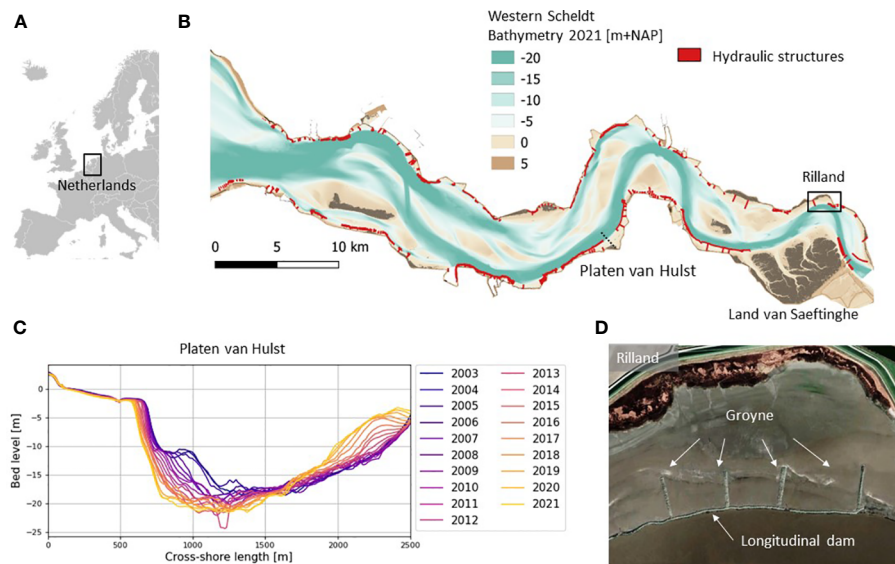 A
Netherlands
B
Western Scheldt
Bathymetry 2021 [m+NAP]
-20
-15
-10
-5
0
5
Hydraulic structures
Rilland
0 5 10 km
Platen van Hulst
Land van Saeftinghe
C
Platen van Hulst
Bed level [m]
0
−5
−10
−15
−20
−25
0 500 1000 1500 2000 2500
Cross-shore length [m]
2003
2004
2005
2006
2007
2008
2009
2010
2011
2012
2013
2014
2015
2016
2017
2018
2019
2020
2021
D
Rilland
Groyne
Longitudinal dam